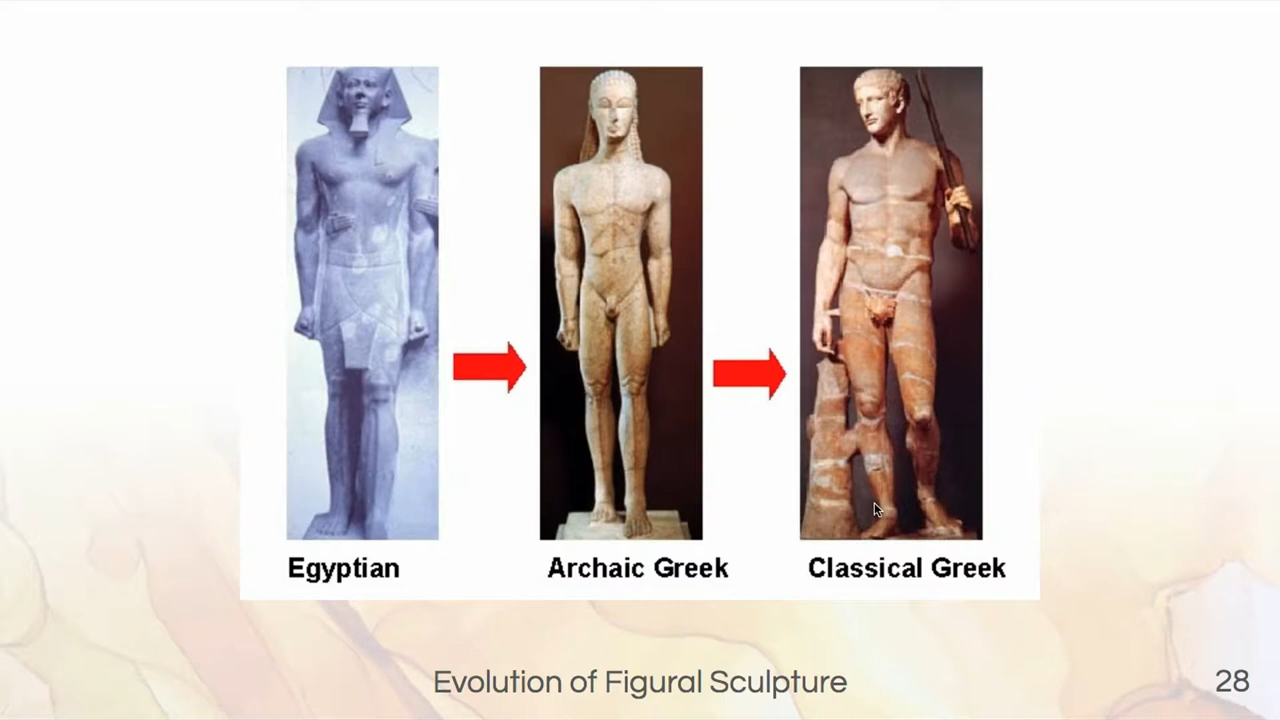 Egyptian
Archaic Greek
Classical Greek
Evolution of Figural Sculpture
28